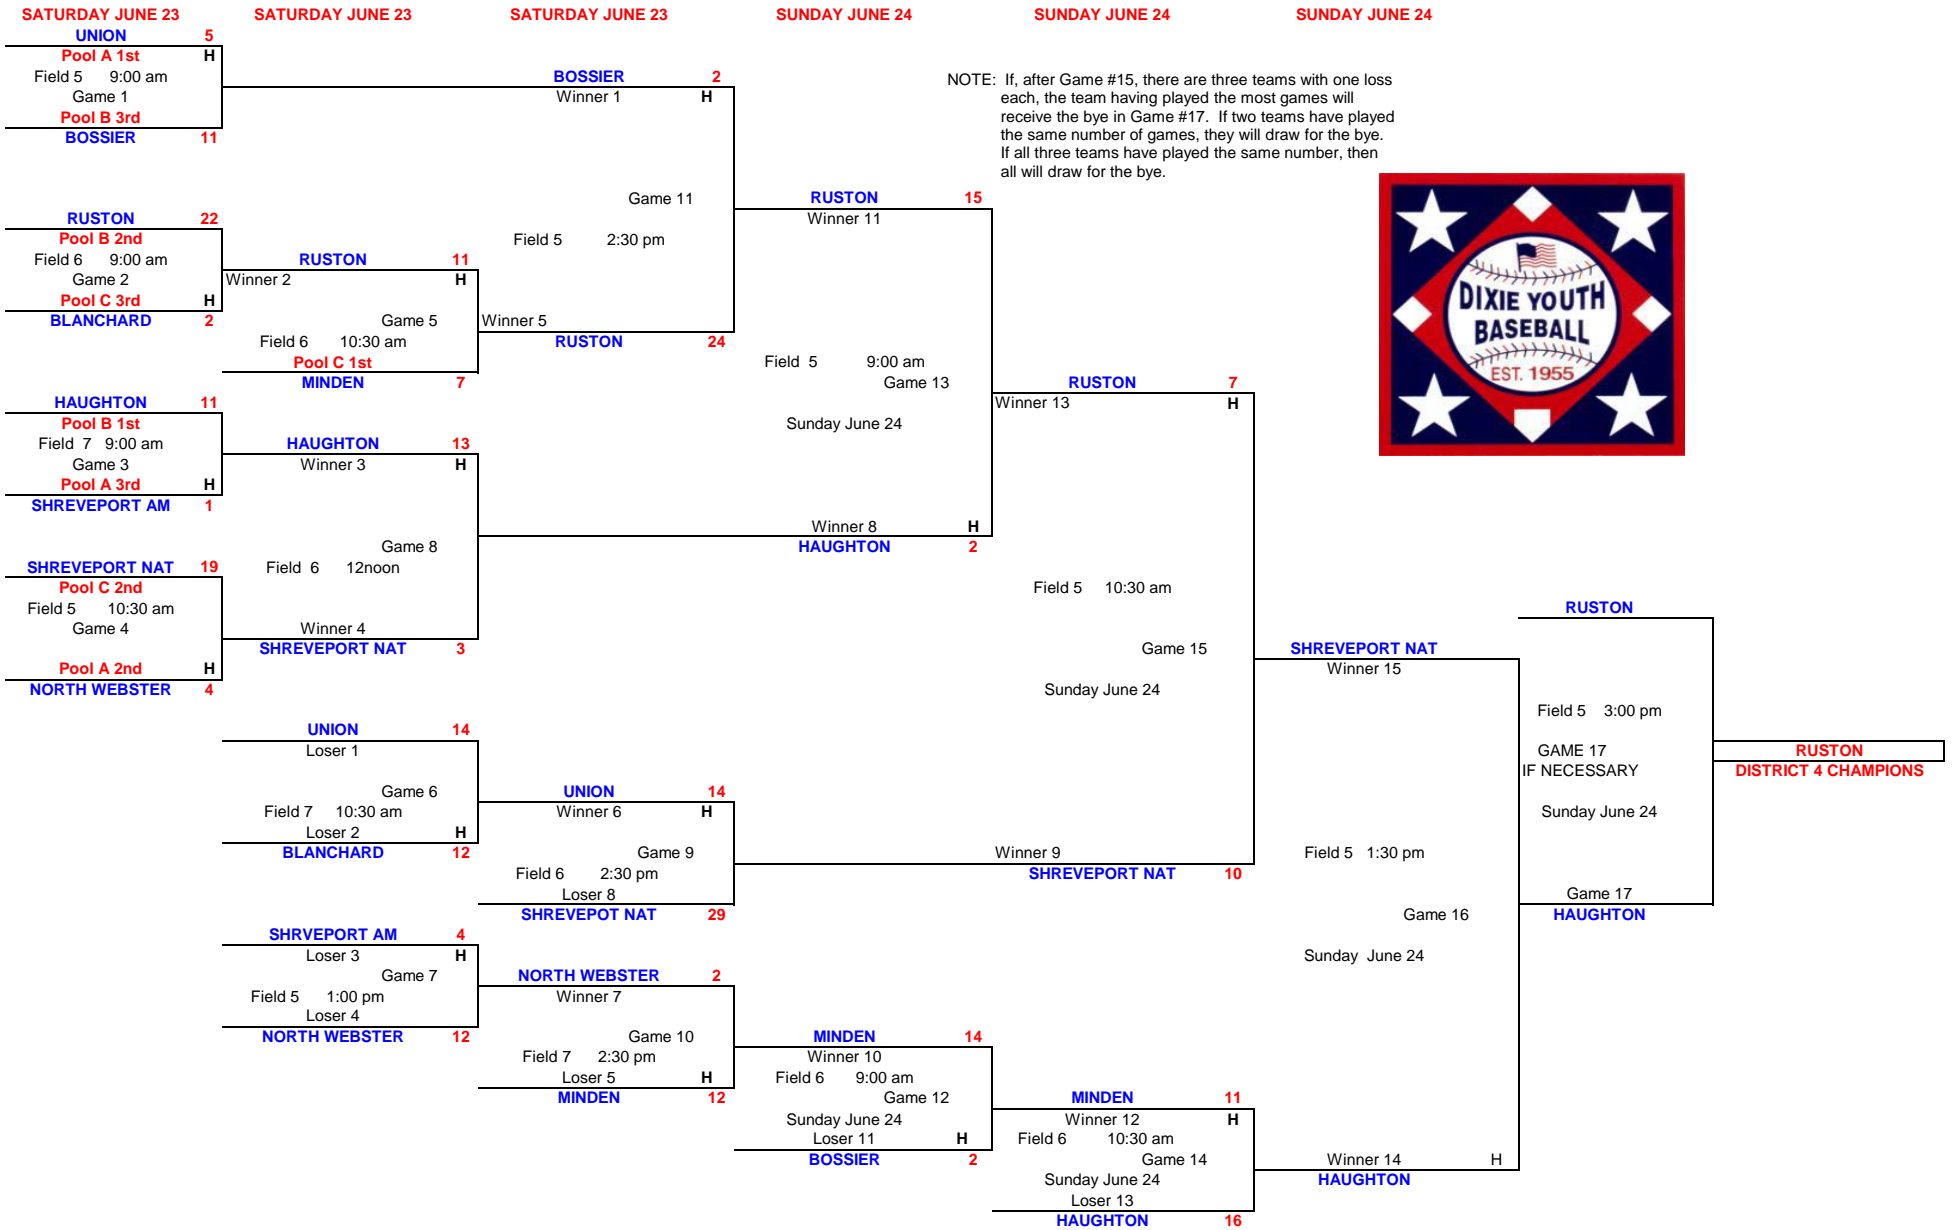 SATURDAY JUNE 23 SATURDAY JUNE 23 SATURDAY JUNE 23 SUNDAY JUNE 24 SUNDAY JUNE 24 SUNDAY JUNE 24
UNION 5
Pool A 1st H
Field 5 9:00 am
Game 1
Pool B 3rd
BOSSIER 11
RUSTON 22
Pool B 2nd
Field 6 9:00 am
Game 2
Pool C 3rd H
BLANCHARD 2
HAUGHTON 11
Pool B 1st
Field 7 9:00 am
Game 3
Pool A 3rd H
SHREVEPORT AM 1
SHREVEPORT NAT 19
Pool C 2nd
Field 5 10:30 am
Game 4
Pool A 2nd H
NORTH WEBSTER 4
RUSTON 11
Winner 2 H
Game 5
Field 6 10:30 am
Pool C 1st
MINDEN 7
HAUGHTON 13
Winner 3 H
Game 8
Field 6 12noon
Winner 4
SHREVEPORT NAT 3
UNION 14
Loser 1
Game 6
Field 7 10:30 am
Loser 2 H
BLANCHARD 12
SHRVEPORT AM 4
Loser 3 H
Game 7
Field 5 1:00 pm
Loser 4
NORTH WEBSTER 12
BOSSIER 2
Winner 1 H
Game 11
Field 5 2:30 pm
Winner 5
RUSTON 24
UNION 14
Winner 6 H
Game 9
Field 6 2:30 pm
Loser 8
SHREVEPOT NAT 29
NORTH WEBSTER 2
Winner 7
Game 10
Field 7 2:30 pm
Loser 5 H
MINDEN 12
RUSTON 15
Winner 11
Field 5 9:00 am
Game 13
Sunday June 24
Winner 8 H
HAUGHTON 2
MINDEN 14
Winner 10
Field 6 9:00 am
Game 12
Sunday June 24
Loser 11 H
BOSSIER 2
NOTE: If, after Game #15, there are three teams with one loss
each, the team having played the most games will
receive the bye in Game #17. If two teams have played
the same number of games, they will draw for the bye.
If all three teams have played the same number, then
all will draw for the bye.
RUSTON 7
Winner 13 H
Field 5 10:30 am
Game 15
Sunday June 24
Winner 9
SHREVEPORT NAT 10
MINDEN 11
Winner 12 H
Field 6 10:30 am
Game 14
Sunday June 24
Loser 13
HAUGHTON 16
DIXIE YOUTH
BASEBALL
EST. 1955
SHREVEPORT NAT
Winner 15
Field 5 1:30 pm
Game 16
Sunday June 24
Winner 14 H
HAUGHTON
RUSTON
Field 5 3:00 pm
GAME 17
IF NECESSARY
Sunday June 24
Game 17
HAUGHTON
RUSTON
DISTRICT 4 CHAMPIONS